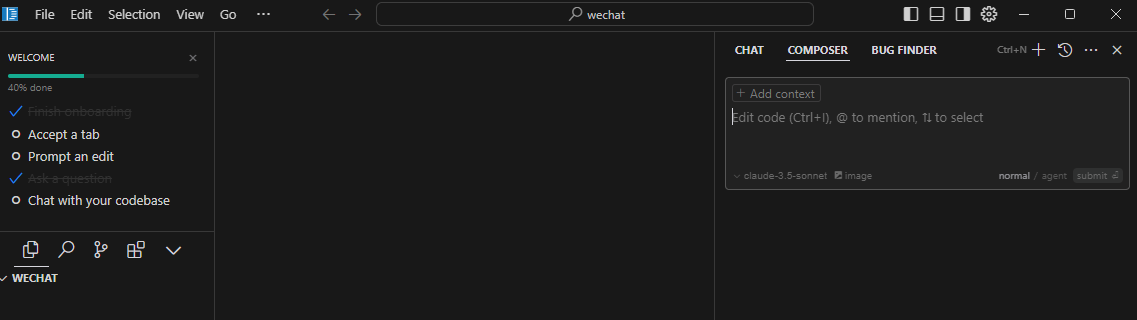 File Edit Selection View Go ···
wechat
WELCOME
40% done
Finish onboarding
Accept a tab
Prompt an edit
Ask a question
Chat with your codebase
WECHAT
CHAT COMPOSER BUG FINDER Ctrl+N
+ Add context
Edit code (Ctrl+I), @ to mention, ⇅ to select
claude-3.5-sonnet image normal / agent submit